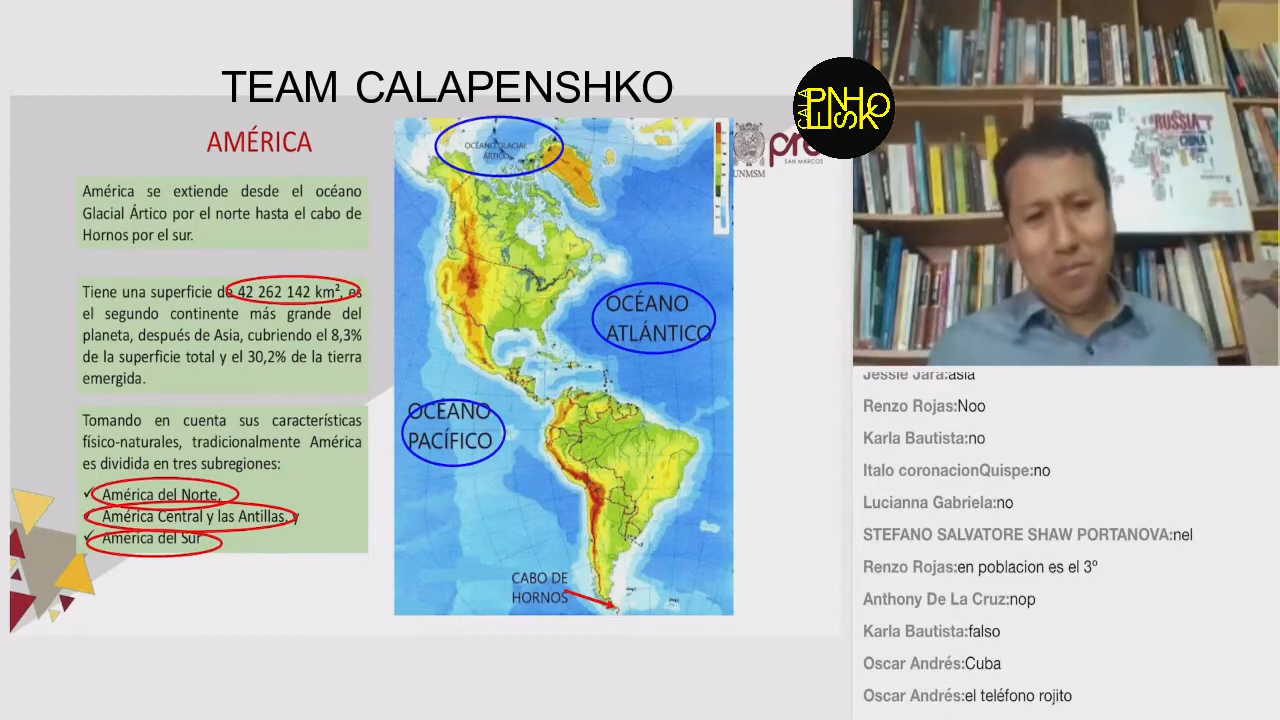 TEAM CALAPENSHKO
AMÉRICA
América se extiende desde el océano
Glacial Ártico por el norte hasta el cabo de
Hornos por el sur.
Tiene una superficie de 42 262 142 km², es
el segundo continente más grande del
planeta, después de Asia, cubriendo el 8,3%
de la superficie total y el 30,2% de la tierra
emergida.
Tomando en cuenta sus características
físico-naturales, tradicionalmente América
es dividida en tres subregiones:
✓ América del Norte,
América Central y las Antillas, y
✓ América del Sur
OCÉANO GLACIAL
ÁRTICO
OCÉANO
ATLÁNTICO
OCÉANO
PACÍFICO
CABO DE
HORNOS
UNMSM
pre
SAN MARCOS
CALA
PENSHKO
RUSSIA
CHINA
Jessie Jara:asia
Renzo Rojas:Noo
Karla Bautista:no
Italo coronacionQuispe:no
Lucianna Gabriela:no
STEFANO SALVATORE SHAW PORTANOVA:nel
Renzo Rojas:en poblacion es el 3º
Anthony De La Cruz:nop
Karla Bautista:falso
Oscar Andrés:Cuba
Oscar Andrés:el teléfono rojito